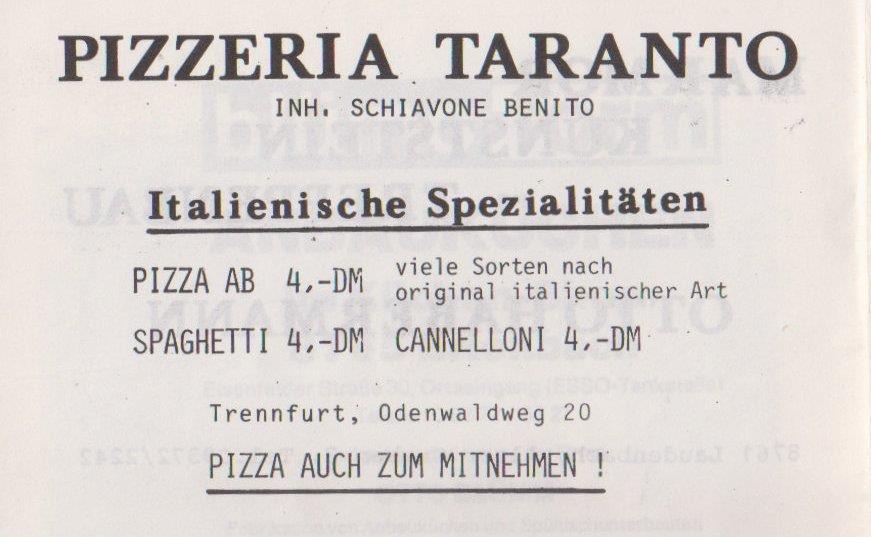 PIZZERIA TARANTO
INH. SCHIAVONE BENITO
Italienische Spezialitäten
PIZZA AB 4,-DM viele Sorten nach
original italienischer Art
SPAGHETTI 4,-DM CANNELLONI 4,-DM
Trennfurt, Odenwaldweg 20
PIZZA AUCH ZUM MITNEHMEN !